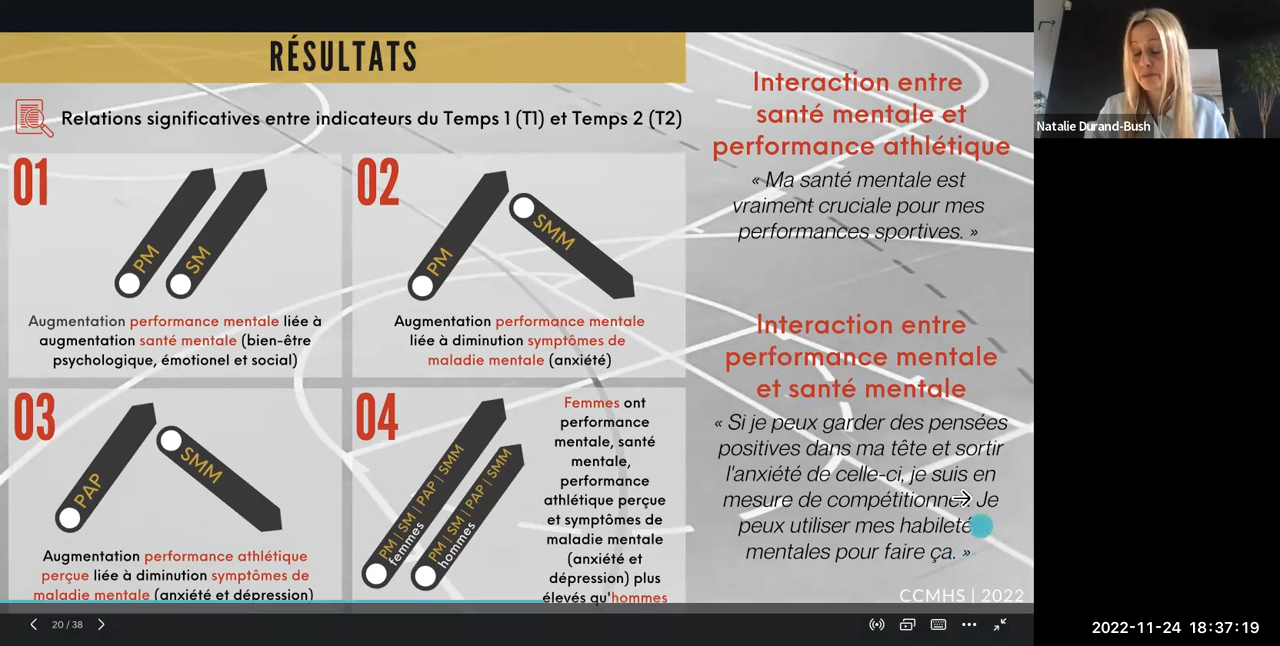 RÉSULTATS
Relations significatives entre indicateurs du Temps 1 (T1) et Temps 2 (T2)
01
PM
SM
Augmentation performance mentale liée à
augmentation santé mentale (bien-être
psychologique, émotionel et social)
02
PM
SMM
Augmentation performance mentale
liée à diminution symptômes de
maladie mentale (anxiété)
03
PAP
SMM
Augmentation performance athlétique
perçue liée à diminution symptômes de
maladie mentale (anxiété et dépression)
04
PM | SM | PAP | SMM
femmes
PM | SM | PAP | SMM
hommes
Femmes ont
performance
mentale, santé
mentale,
performance
athlétique perçue
et symptômes de
maladie mentale
(anxiété et
dépression) plus
élevés qu'hommes
Interaction entre
santé mentale et
performance athlétique
« Ma santé mentale est
vraiment cruciale pour mes
performances sportives. »
Interaction entre
performance mentale
et santé mentale
« Si je peux garder des pensées
positives dans ma tête et sortir
l'anxiété de celle-ci, je suis en
mesure de compétitionner. Je
peux utiliser mes habiletés
mentales pour faire ça. »
CCMHS | 2022
20 / 38
Natalie Durand-Bush
2022-11-24 18:37:19